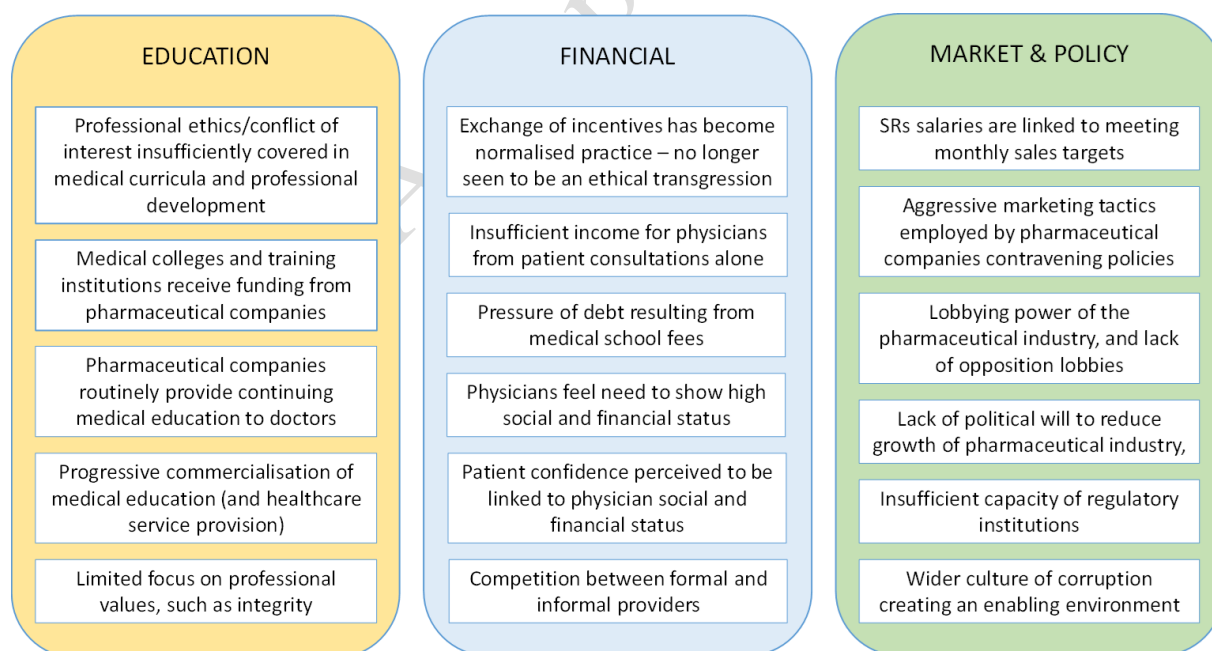 EDUCATION
Professional ethics/conflict of
interest insufficiently covered in
medical curricula and professional
development
Medical colleges and training
institutions receive funding from
pharmaceutical companies
Pharmaceutical companies
routinely provide continuing
medical education to doctors
Progressive commercialisation of
medical education (and healthcare
service provision)
Limited focus on professional
values, such as integrity
FINANCIAL
Exchange of incentives has become
normalised practice – no longer
seen to be an ethical transgression
Insufficient income for physicians
from patient consultations alone
Pressure of debt resulting from
medical school fees
Physicians feel need to show high
social and financial status
Patient confidence perceived to be
linked to physician social and
financial status
Competition between formal and
informal providers
MARKET & POLICY
SRs salaries are linked to meeting
monthly sales targets
Aggressive marketing tactics
employed by pharmaceutical
companies contravening policies
Lobbying power of the
pharmaceutical industry, and lack
of opposition lobbies
Lack of political will to reduce
growth of pharmaceutical industry,
Insufficient capacity of regulatory
institutions
Wider culture of corruption
creating an enabling environment